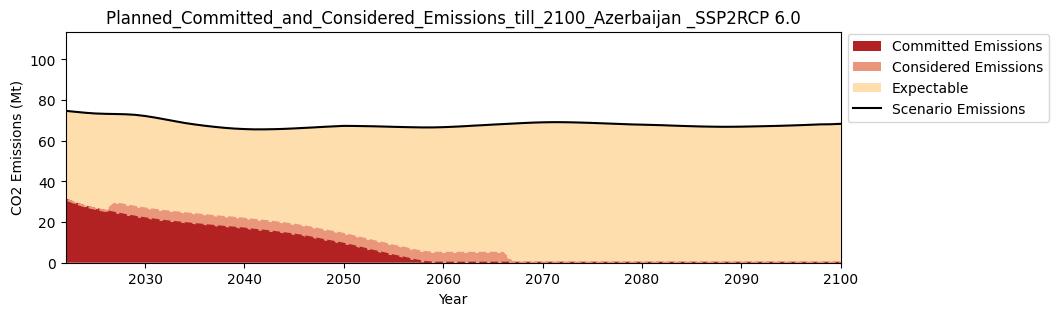 Planned_Committed_and_Considered_Emissions_till_2100_Azerbaijan _SSP2RCP 6.0
CO2 Emissions (Mt)
100
80
60
40
20
0
2030 2040 2050 2060 2070 2080 2090 2100
Year
Committed Emissions
Considered Emissions
Expectable
Scenario Emissions